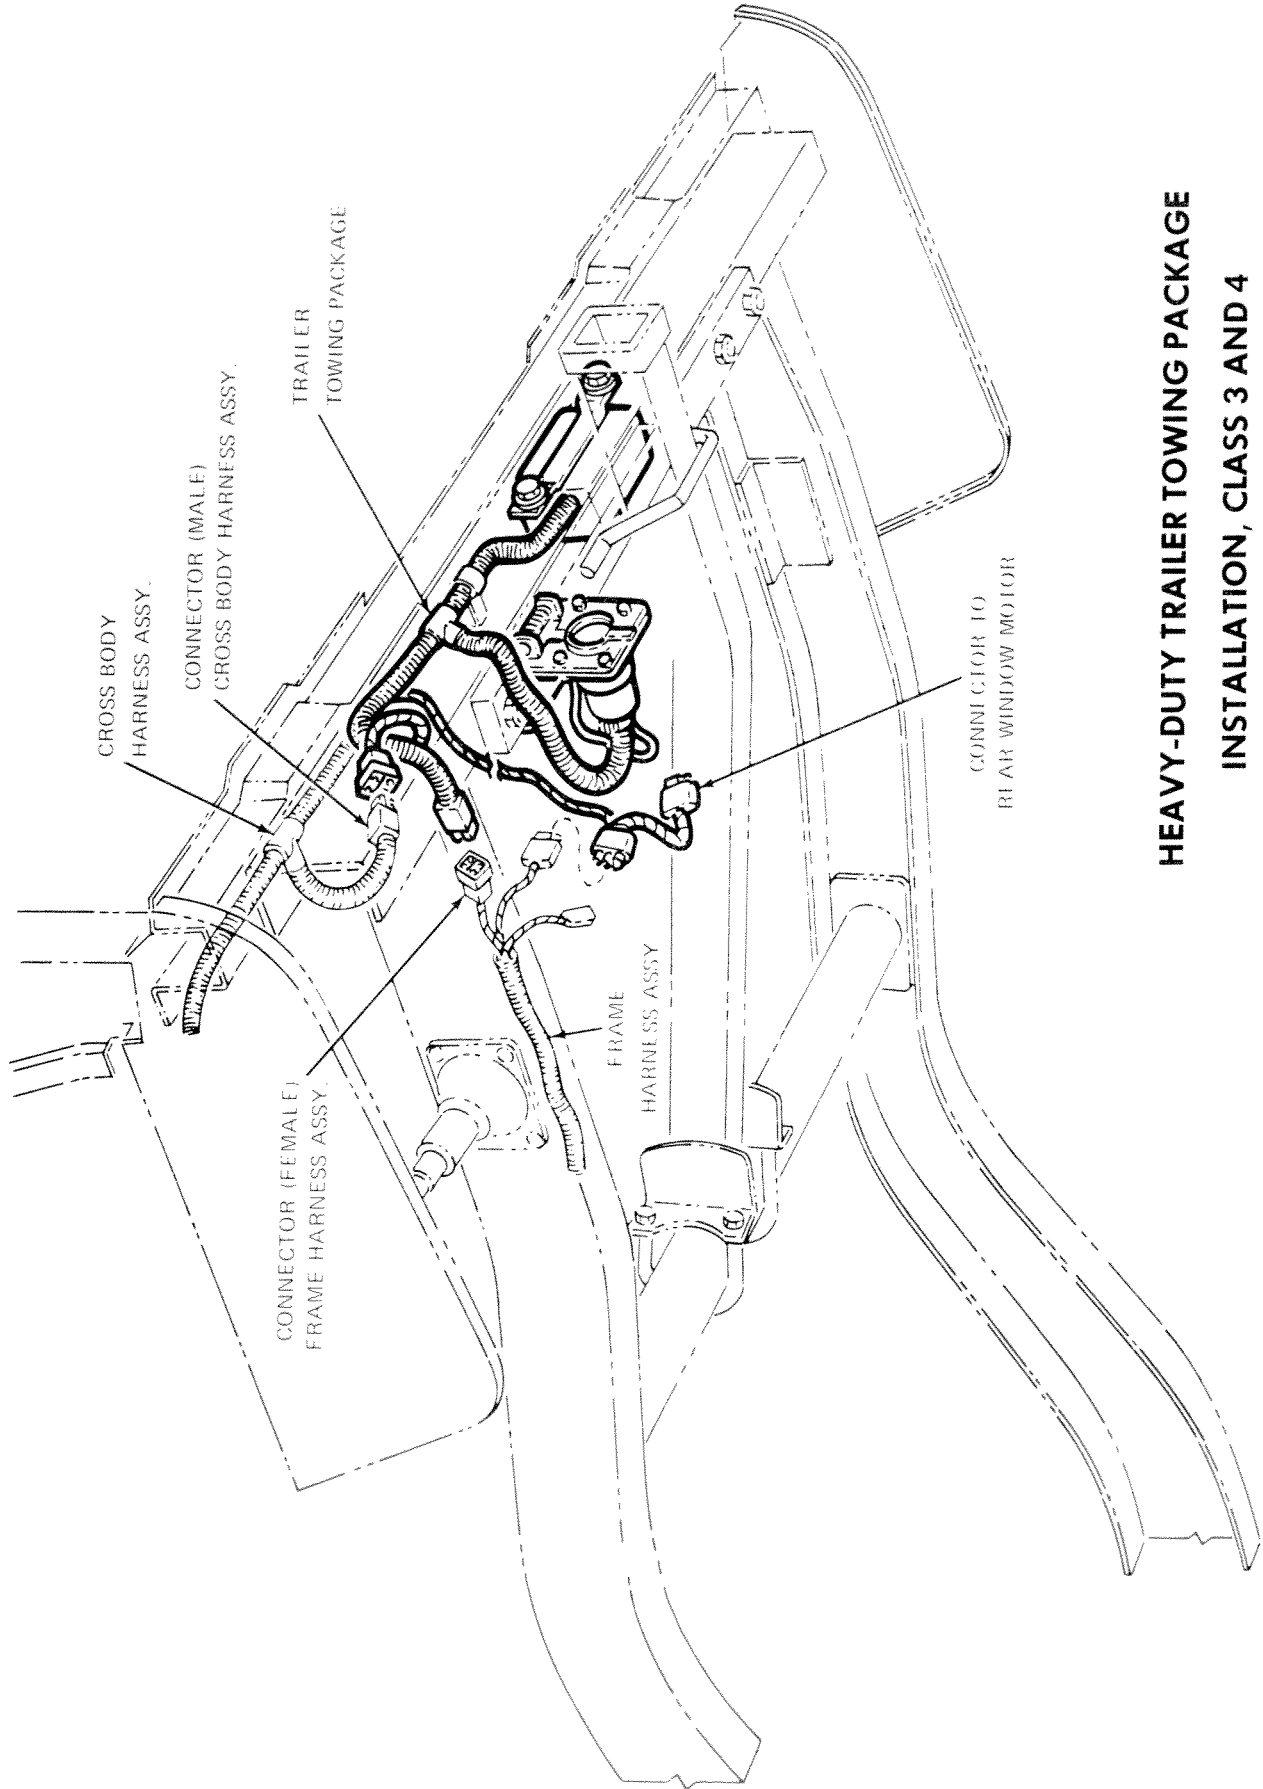 CROSS BODY
HARNESS ASSY.
CONNECTOR (MALE)
CROSS BODY HARNESS ASSY.
TRAILER
TOWING PACKAGE
CONNECTOR (FEMALE)
FRAME HARNESS ASSY.
FRAME
HARNESS ASSY
CONNECTOR TO
REAR WINDOW MOTOR
HEAVY-DUTY TRAILER TOWING PACKAGE
INSTALLATION, CLASS 3 AND 4